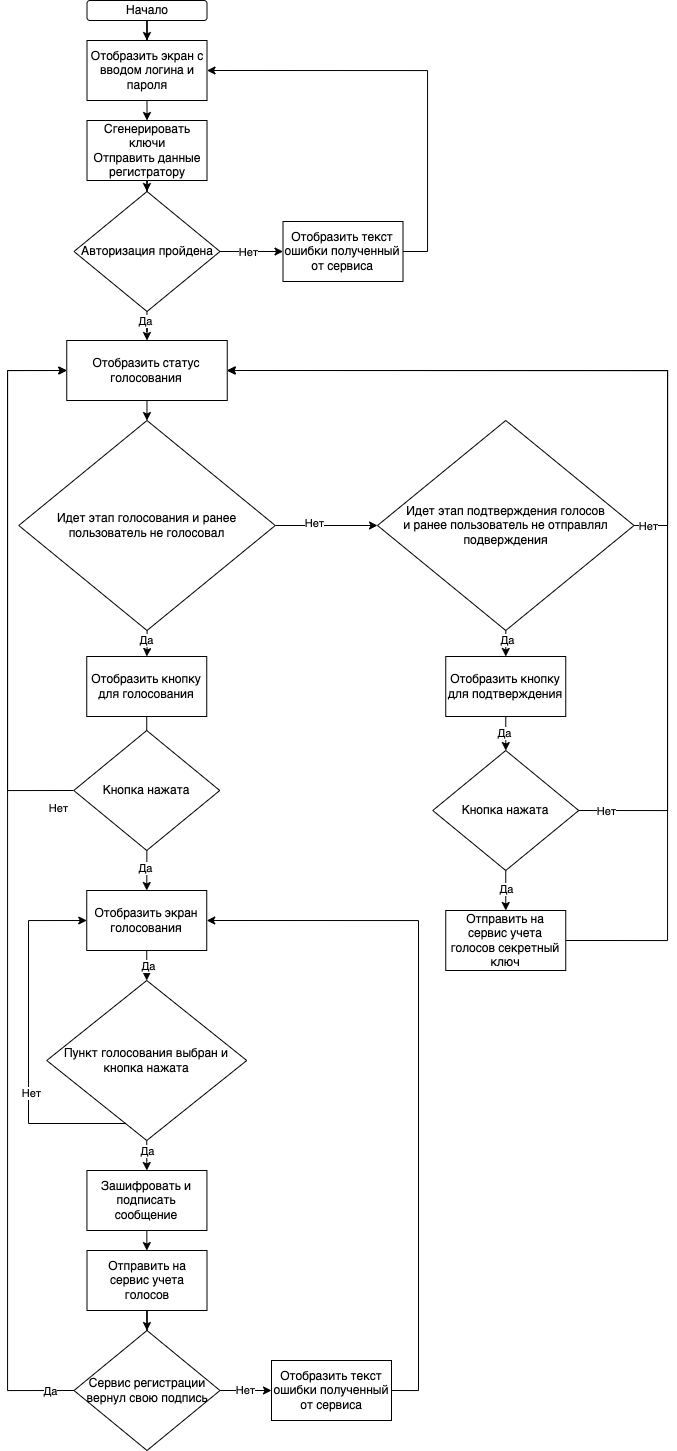 Начало
Отобразить экран с
вводом логина и
пароля
Сгенерировать
ключи
Отправить данные
регистратору
Авторизация пройдена
Нет
Отобразить текст
ошибки полученный
от сервиса
Да
Отобразить статус
голосования
Идет этап голосования и ранее
пользователь не голосовал
Нет
Идет этап подтверждения голосов
и ранее пользователь не отправлял
подверждения
Нет
Да
Да
Отобразить кнопку
для голосования
Отобразить кнопку
для подтверждения
Да
Кнопка нажата
Нет
Кнопка нажата
Нет
Да
Да
Отобразить экран
голосования
Отправить на
сервис учета
голосов секретный
ключ
Да
Пункт голосования выбран и
кнопка нажата
Нет
Да
Зашифровать и
подписать
сообщение
Отправить на
сервис учета
голосов
Сервис регистрации
вернул свою подпись
Да
Нет
Отобразить текст
ошибки полученный
от сервиса